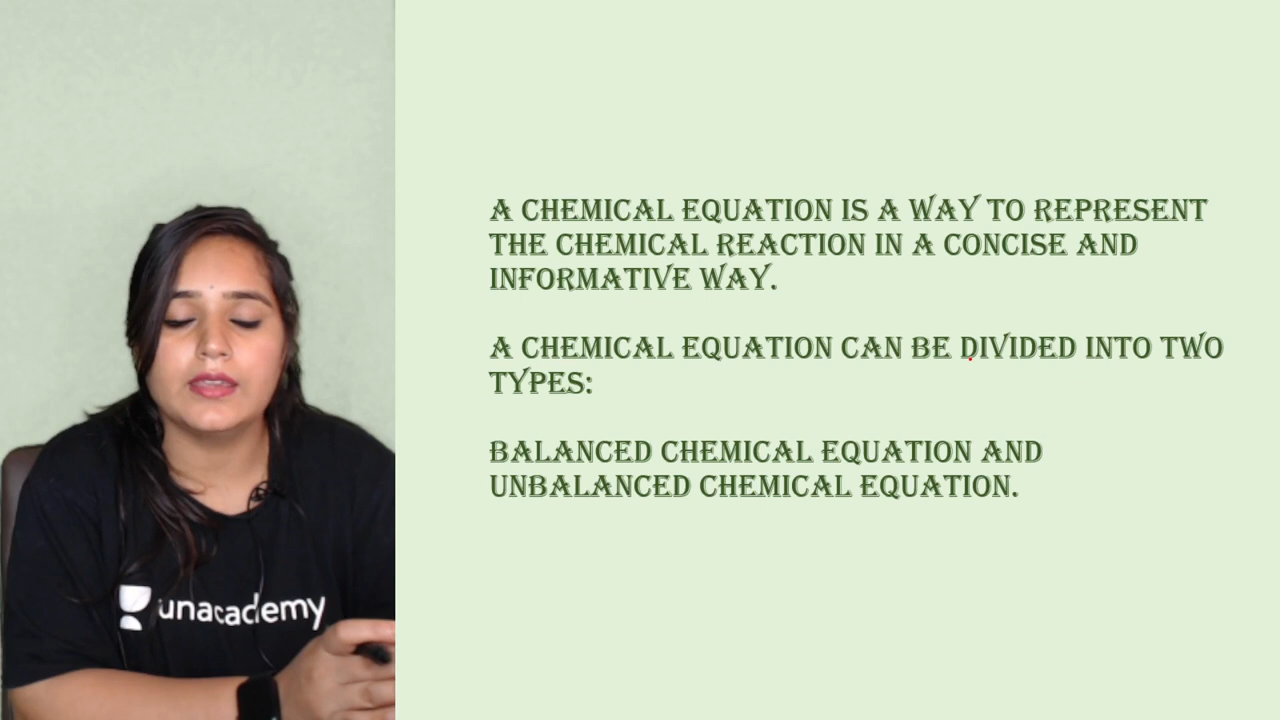 A CHEMICAL EQUATION IS A WAY TO REPRESENT
THE CHEMICAL REACTION IN A CONCISE AND
INFORMATIVE WAY.
A CHEMICAL EQUATION CAN BE DIVIDED INTO TWO
TYPES:
BALANCED CHEMICAL EQUATION AND
UNBALANCED CHEMICAL EQUATION.
unacademy